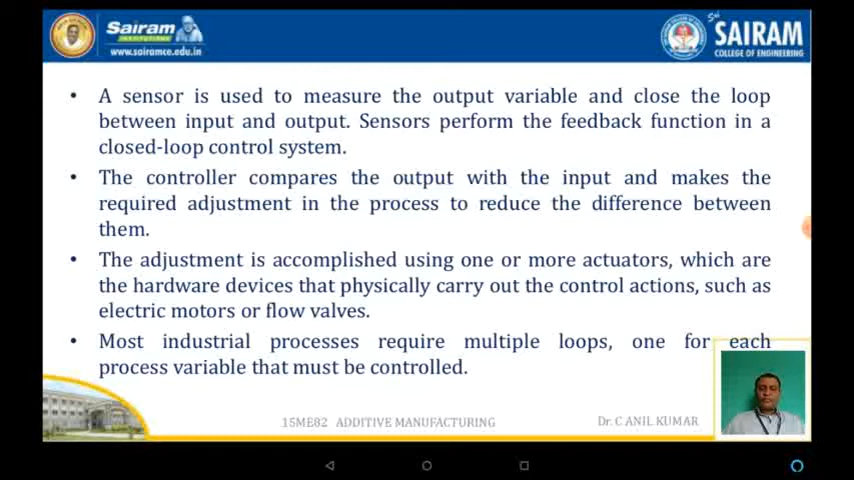 Sairam
INSTITUTIONS
www.sairamce.edu.in
SAIRAM
COLLEGE OF ENGINEERING
• A sensor is used to measure the output variable and close the loop
between input and output. Sensors perform the feedback function in a
closed-loop control system.
• The controller compares the output with the input and makes the
required adjustment in the process to reduce the difference between
them.
• The adjustment is accomplished using one or more actuators, which are
the hardware devices that physically carry out the control actions, such as
electric motors or flow valves.
• Most industrial processes require multiple loops, one for each
process variable that must be controlled.
15ME82 ADDITIVE MANUFACTURING
Dr. C ANIL KUMAR